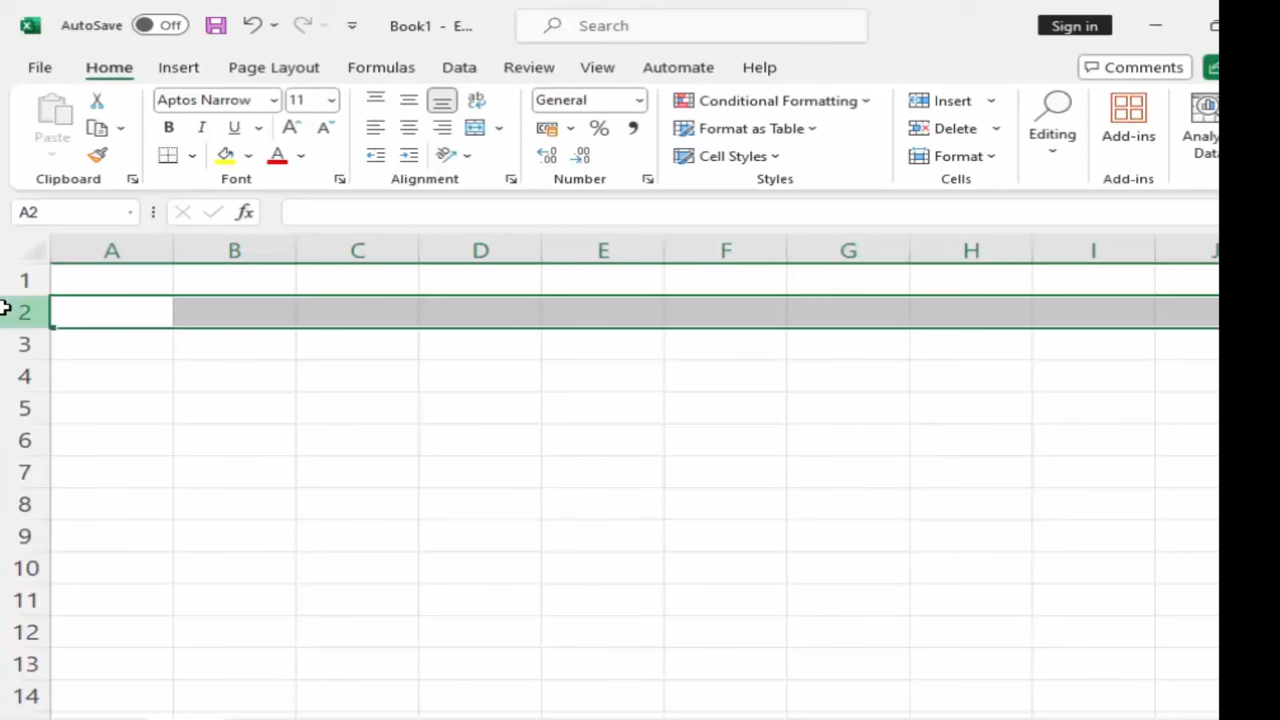 AutoSave Off Book1 - E... Search Sign in
File Home Insert Page Layout Formulas Data Review View Automate Help Comments
Paste Aptos Narrow 11 General Conditional Formatting Insert Editing Add-ins Analy
B I U % , Format as Table Delete Data
A Cell Styles Format
Clipboard Font Alignment Number Styles Cells Add-ins
A2 fx
A B C D E F G H I J
1
2
3
4
5
6
7
8
9
10
11
12
13
14